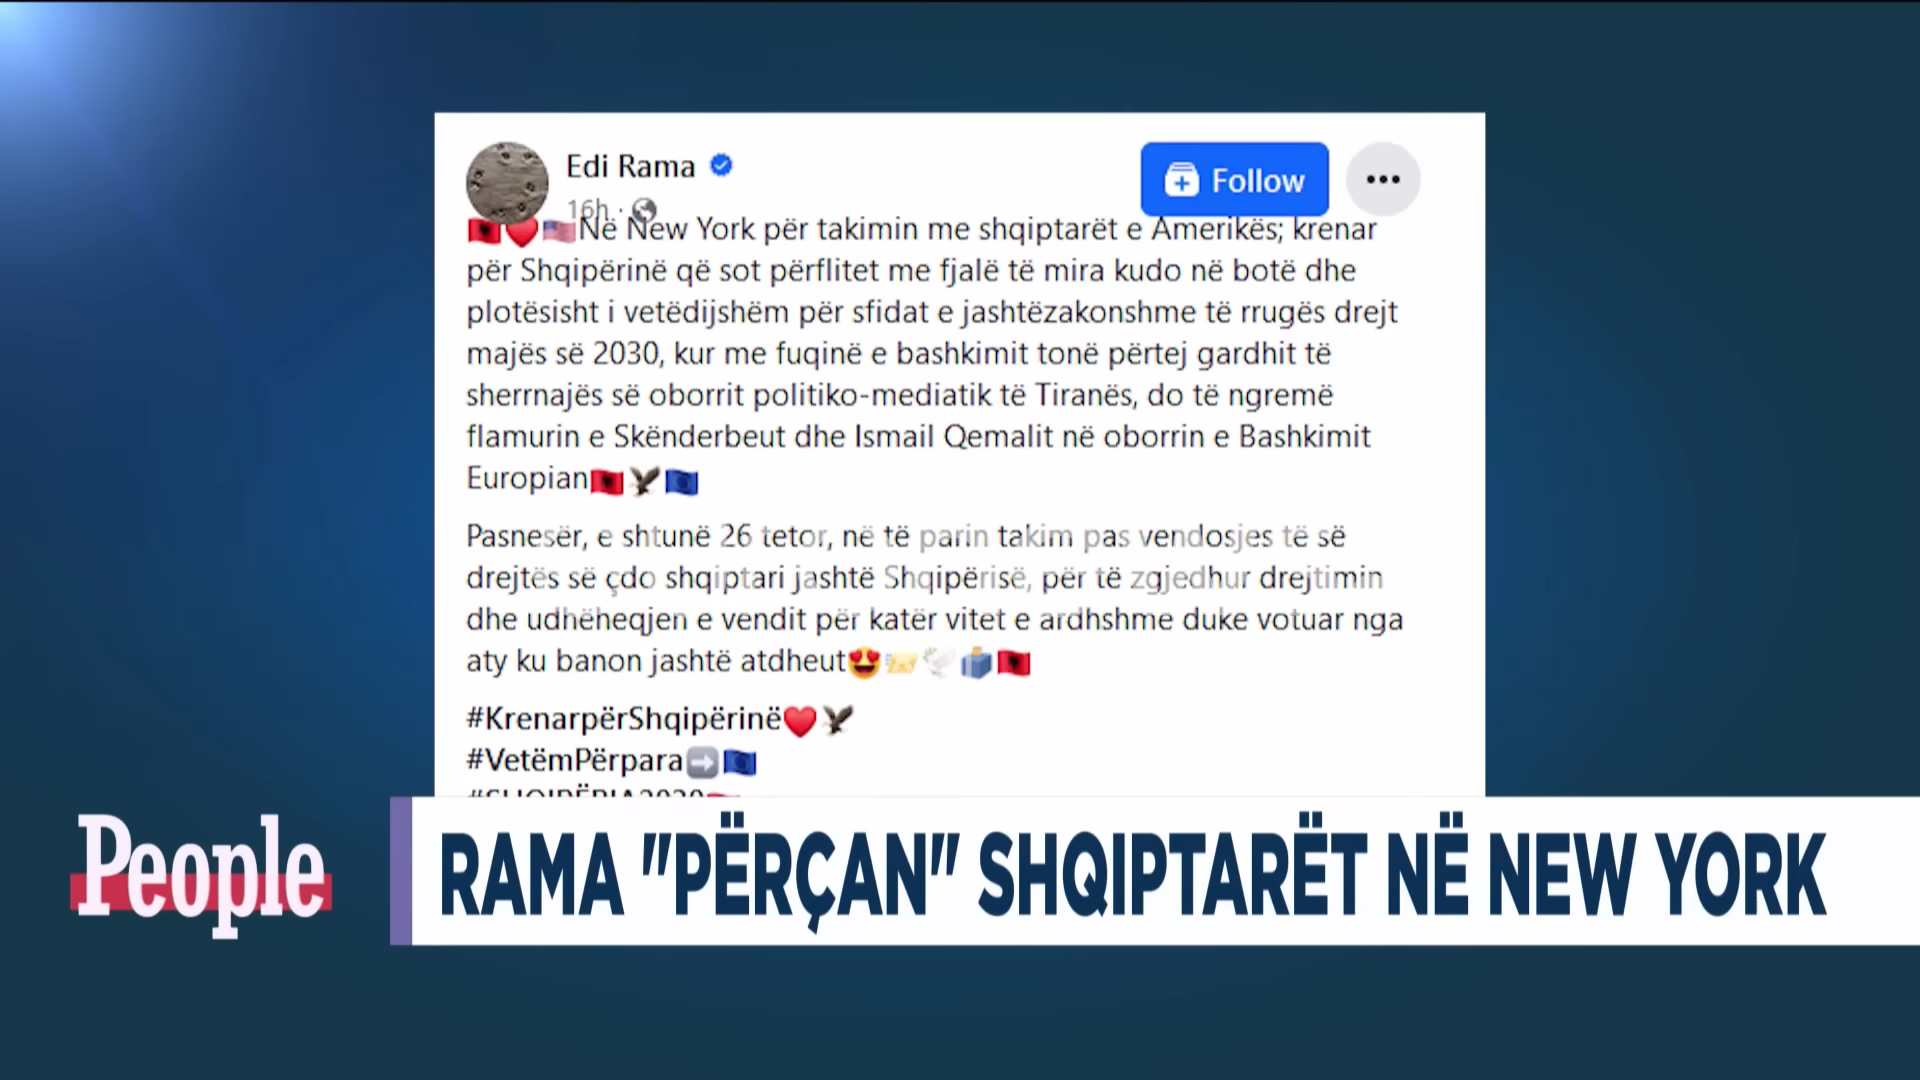 Edi Rama
Follow
16h ·
Në New York për takimin me shqiptarët e Amerikës; krenar
për Shqipërinë që sot përflitet me fjalë të mira kudo në botë dhe
plotësisht i vetëdijshëm për sfidat e jashtëzakonshme të rrugës drejt
majës së 2030, kur me fuqinë e bashkimit tonë përtej gardhit të
sherrnajës së oborrit politiko-mediatik të Tiranës, do të ngremë
flamurin e Skënderbeut dhe Ismail Qemalit në oborrin e Bashkimit
Europian
Pasnesër, e shtunë 26 tetor, në të parin takim pas vendosjes të së
drejtës së çdo shqiptari jashtë Shqipërisë, për të zgjedhur drejtimin
dhe udhëheqjen e vendit për katër vitet e ardhshme duke votuar nga
aty ku banon jashtë atdheut
#KrenarpërShqipërinë
#VetëmPërpara
#SHQIPËRIA2030
People
RAMA "PËRÇAN" SHQIPTARËT NË NEW YORK